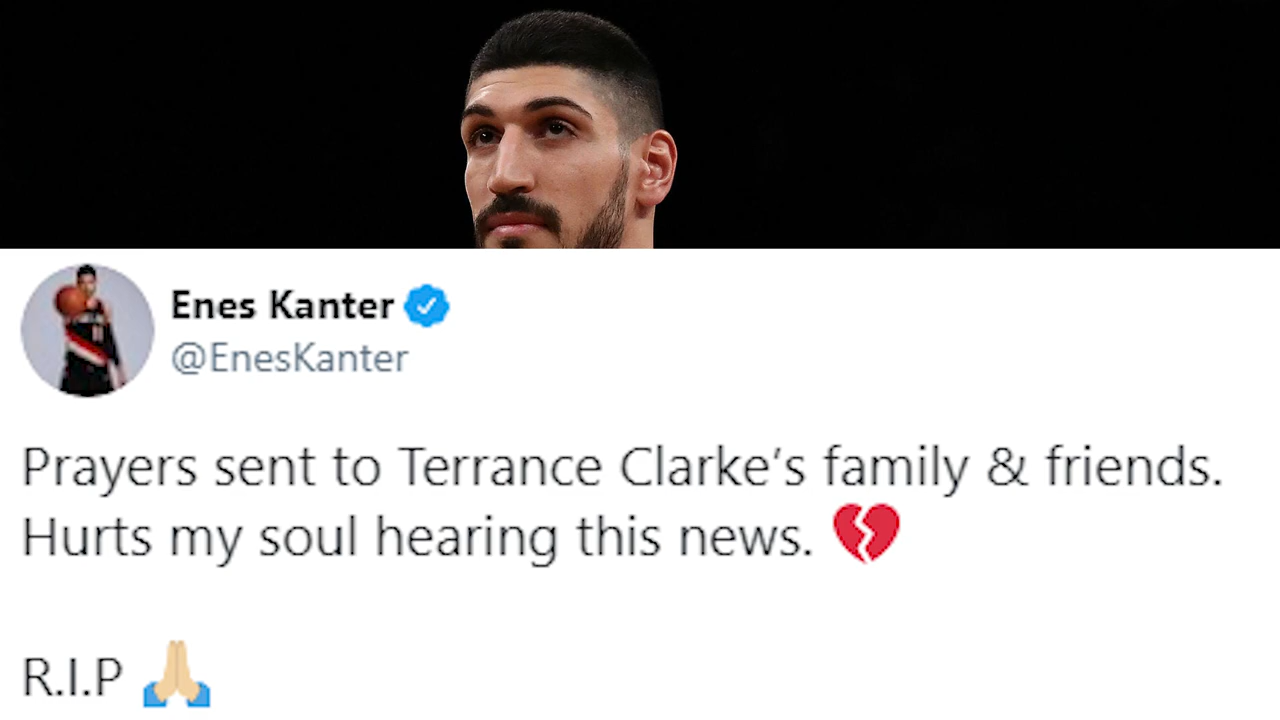 Enes Kanter
@EnesKanter
Prayers sent to Terrance Clarke's family & friends.
Hurts my soul hearing this news. 💔
R.I.P 🙏🏼